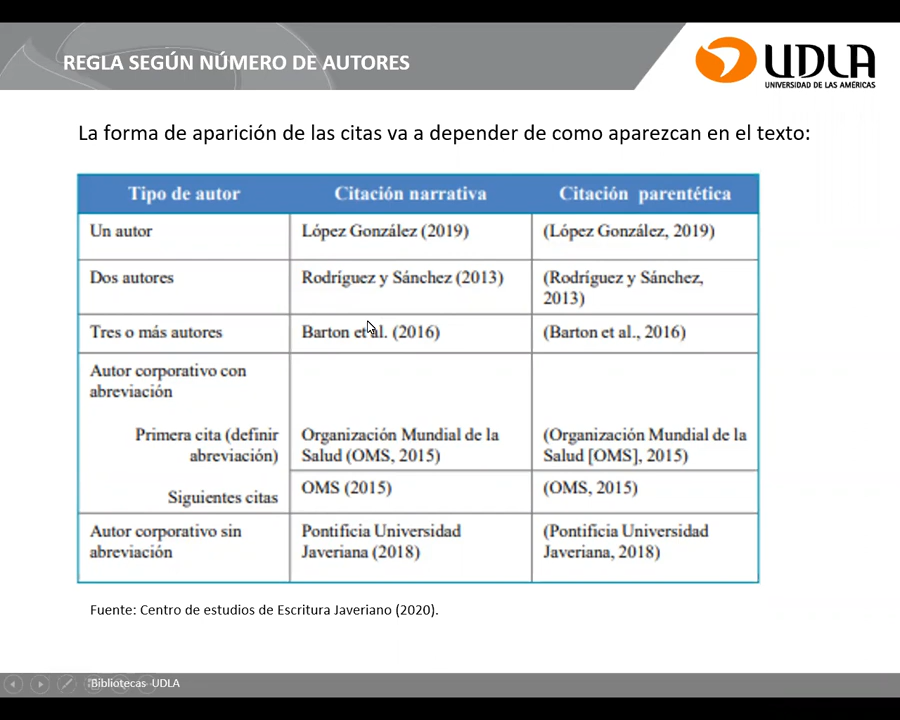 REGLA SEGÚN NÚMERO DE AUTORES
UDLA
UNIVERSIDAD DE LAS AMÉRICAS
La forma de aparición de las citas va a depender de como aparezcan en el texto:
Tipo de autor
Citación narrativa
Citación parentética
Un autor
López González (2019)
(López González, 2019)
Dos autores
Rodríguez y Sánchez (2013)
(Rodríguez y Sánchez,
2013)
Tres o más autores
Barton et al. (2016)
(Barton et al., 2016)
Autor corporativo con
abreviación
Primera cita (definir
abreviación)
Organización Mundial de la
Salud (OMS, 2015)
(Organización Mundial de la
Salud [OMS], 2015)
Siguientes citas
OMS (2015)
(OMS, 2015)
Autor corporativo sin
abreviación
Pontificia Universidad
Javeriana (2018)
(Pontificia Universidad
Javeriana, 2018)
Fuente: Centro de estudios de Escritura Javeriano (2020).
Bibliotecas UDLA